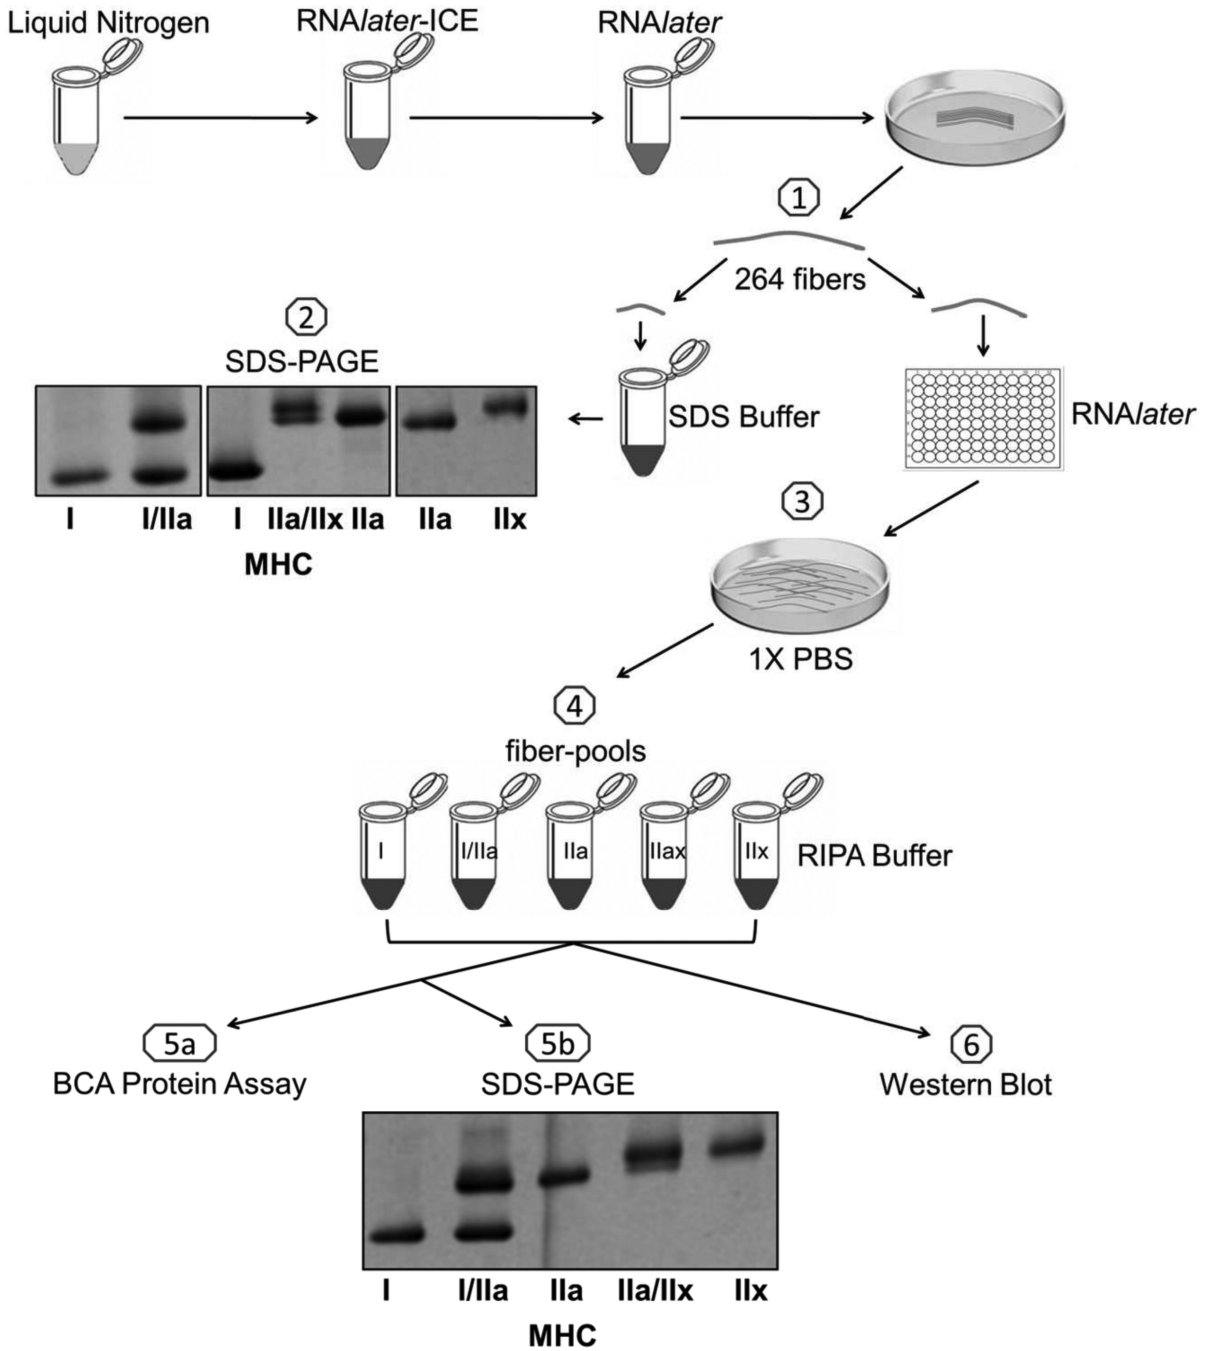 Liquid Nitrogen
RNAlater-ICE
RNAlater
1
264 fibers
2
SDS-PAGE
SDS Buffer
RNAlater
I
I/IIa
I
IIa/IIx
IIa
IIa
IIx
MHC
3
1X PBS
4
fiber-pools
I
I/IIa
IIa
IIax
IIx
RIPA Buffer
5a
BCA Protein Assay
5b
SDS-PAGE
6
Western Blot
I
I/IIa
IIa
IIa/IIx
IIx
MHC